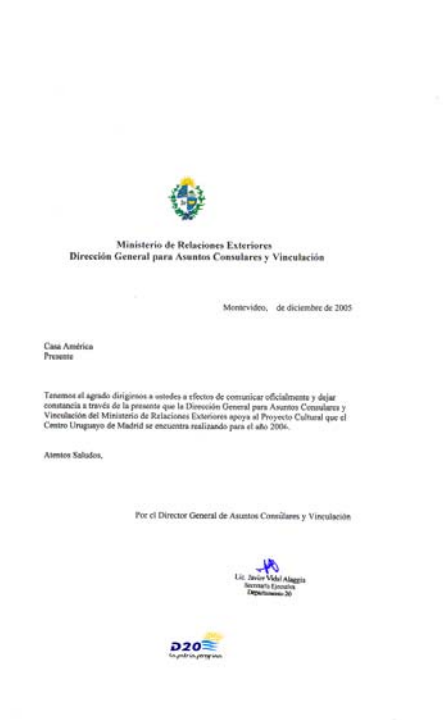 Ministerio de Relaciones Exteriores
Dirección General para Asuntos Consulares y Vinculación
Montevideo, de diciembre de 2005
Casa América
Presente
Tenemos el agrado dirigirnos a ustedes a efectos de comunicar oficialmente y dejar
constancia a través de la presente que la Dirección General para Asuntos Consulares y
Vinculación del Ministerio de Relaciones Exteriores apoya al Proyecto Cultural que el
Centro Uruguayo de Madrid se encuentra realizando para el año 2006.
Atentos Saludos,
Por el Director General de Asuntos Consulares y Vinculación
Lic. Javier Vidal Alaggia
Secretario Ejecutivo
Departamento 20
D20
la patria peregrina